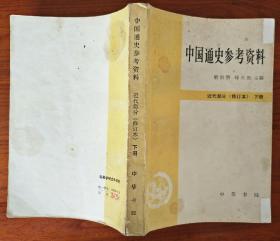 中国通史参考资料
近代部分（修订本） 下册
中华书局
中国通史参考资料
近代部分（修订本） 下册
中华书局